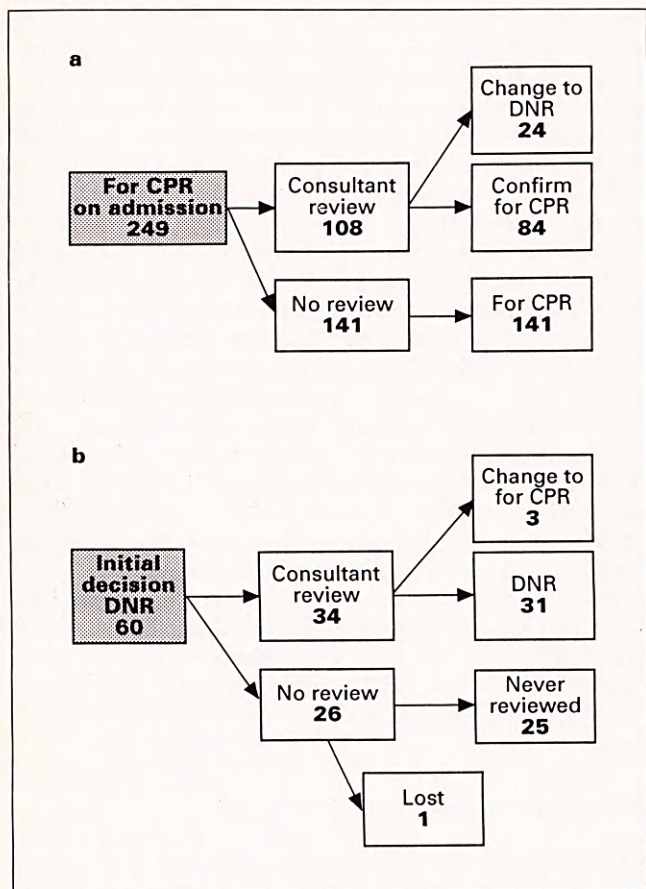 a
For CPR
on admission
249
Consultant
review
108
No review
141
Change to
DNR
24
Confirm
for CPR
84
For CPR
141
b
Initial
decision
DNR
60
Consultant
review
34
No review
26
Change to
for CPR
3
DNR
31
Never
reviewed
25
Lost
1